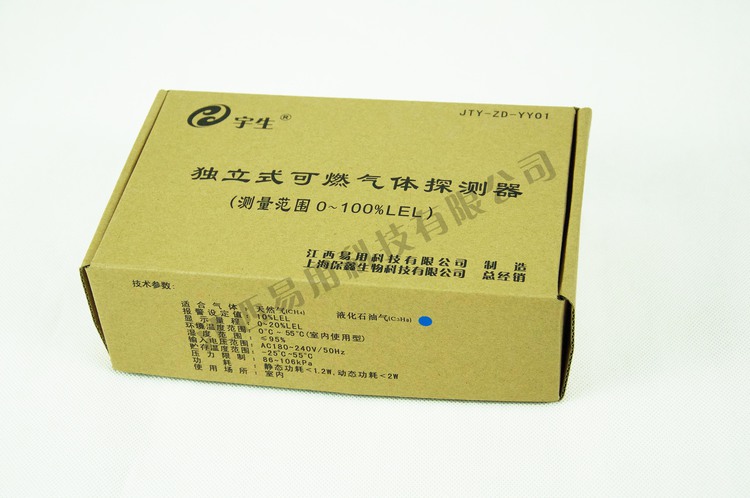 宇生®
JTY-ZD-YY01
独立式可燃气体探测器
(测量范围 0~100%LEL)
江西易用科技有限公司 制造
上海保鑫生物科技有限公司 总经销
技术参数:
适合气体: 天然气(CH4) 液化石油气(C3H8)
报警设定值: 10%LEL
显示量程: 0-20%LEL
环境温度范围: 0℃~55℃(室内使用型)
湿度范围: ≤95%
输入电压范围: AC180-240V/50Hz
贮存温度范围: -25℃-55℃
压力限制: 86-106kPa
功耗: 静态功耗<1.2W,动态功耗<2W
使用场所: 室内
西易用科技有限公司